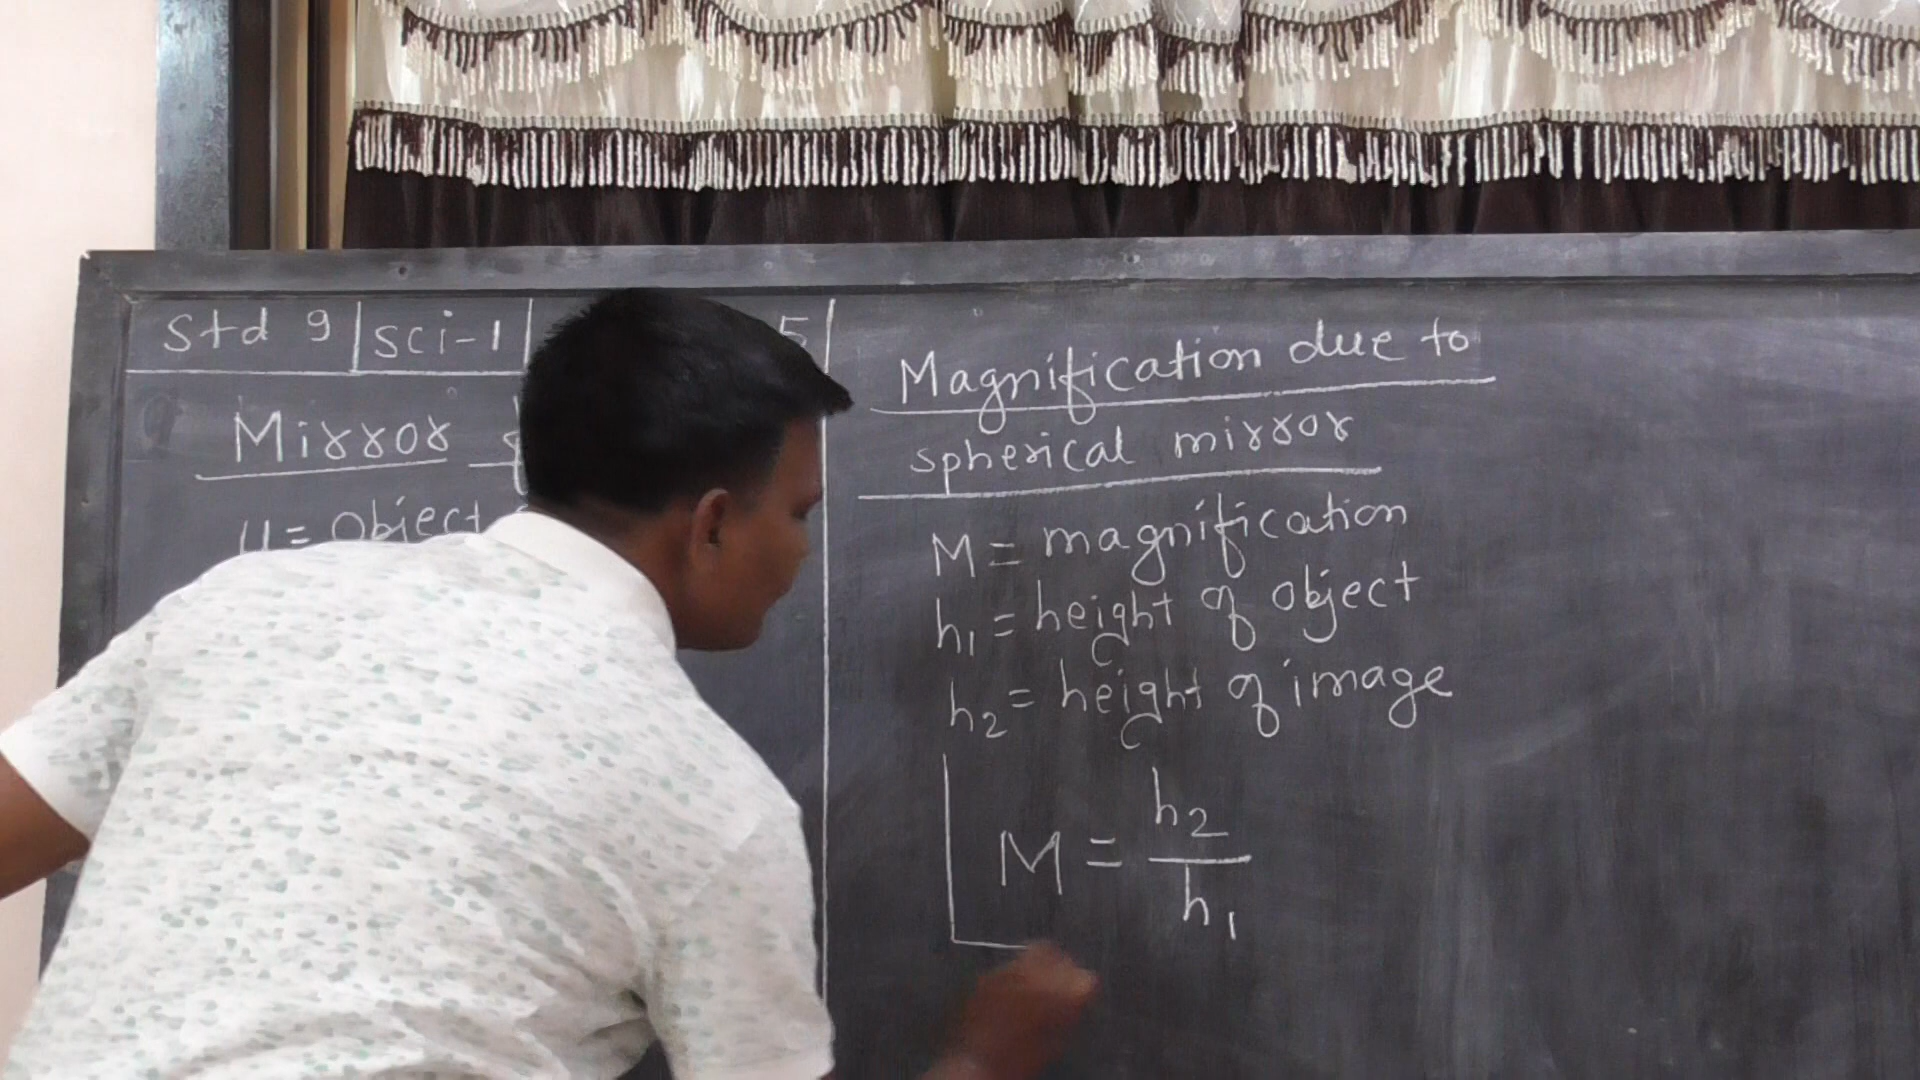 Std 9 sci-1 5
Mirror
u = object
Magnification due to
spherical mirror
M = magnification
h1 = height of object
h2 = height of image
M = h2
h1